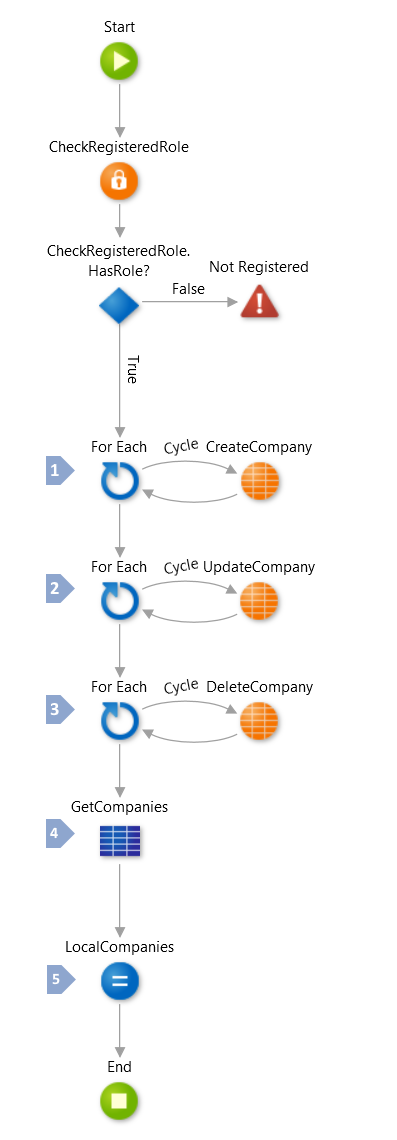 Start
CheckRegisteredRole
CheckRegisteredRole.
HasRole?
Not Registered
False
True
1
For Each
Cycle
CreateCompany
2
For Each
Cycle
UpdateCompany
3
For Each
Cycle
DeleteCompany
GetCompanies
4
LocalCompanies
5
End